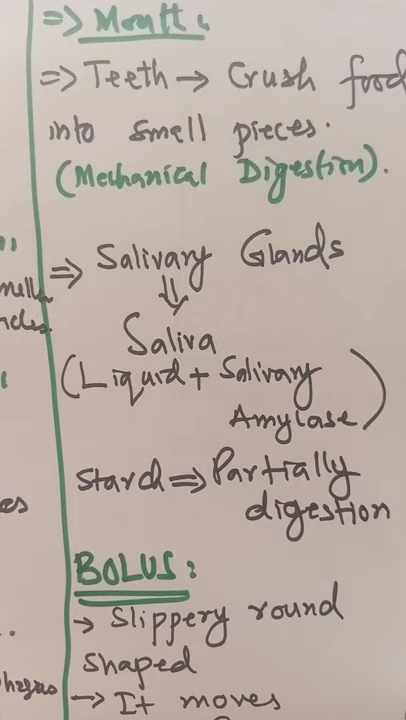 => Mouth:
=> Teeth → Crush food
into small pieces.
(Mechanical Digestion).
=> Salivary Glands
⇓
Saliva
(Liquid + Salivary
Amylase)
Starch => Partially
digestion
BOLUS:
→ Slippery round
shaped
→ It moves